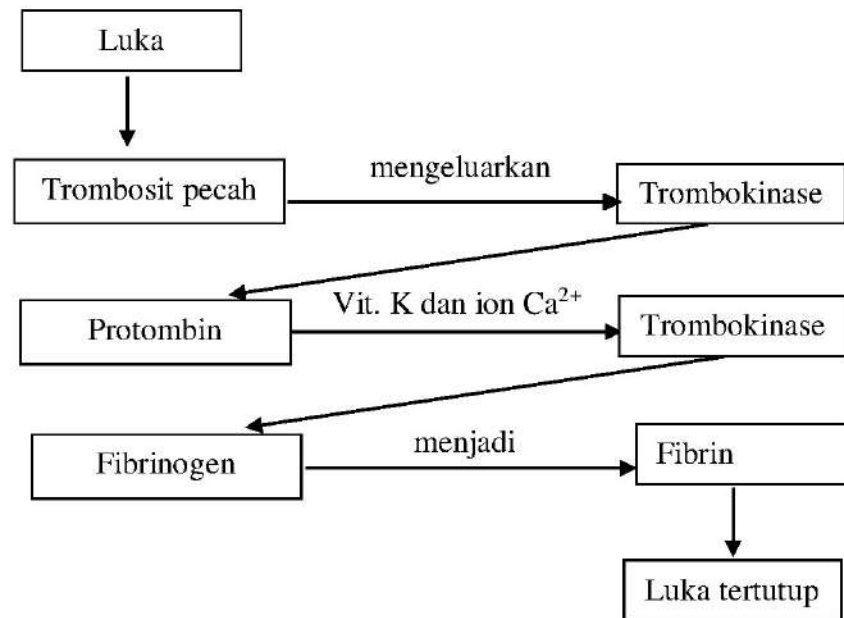 Luka
Trombosit pecah
mengeluarkan
Trombokinase
Protombin
Vit. K dan ion Ca²⁺
Trombokinase
Fibrinogen
menjadi
Fibrin
Luka tertutup